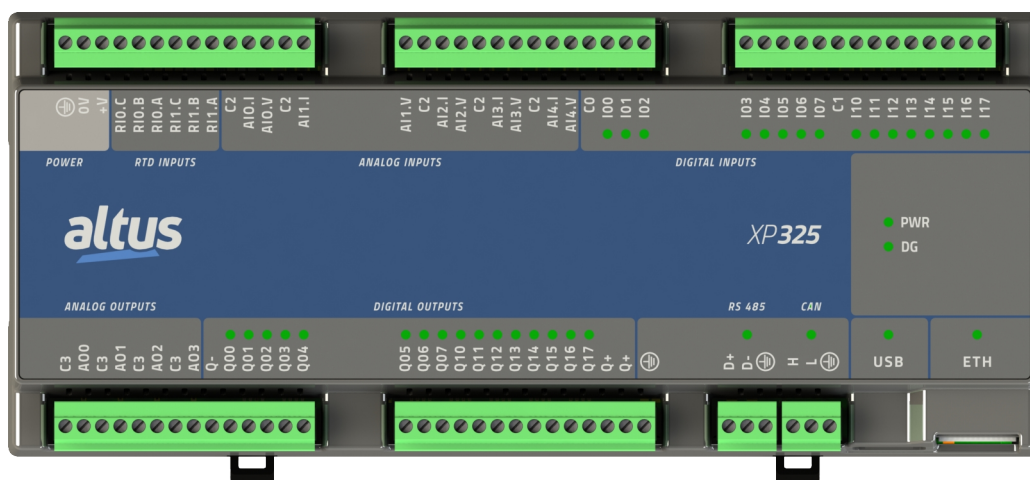 0V
+V
RI0.C
RI0.B
RI0.A
RI1.C
RI1.B
RI1.A
C2
AI0.I
AI0.V
C2
AI1.I
AI1.V
C2
AI2.I
AI2.V
C2
AI3.I
AI3.V
C2
AI4.I
AI4.V
C0
I00
I01
I02
I03
I04
I05
I06
I07
C1
I10
I11
I12
I13
I14
I15
I16
I17
POWER
RTD INPUTS
ANALOG INPUTS
DIGITAL INPUTS
altus
XP325
PWR
DG
ANALOG OUTPUTS
DIGITAL OUTPUTS
RS 485
CAN
C3
AO0
C3
AO1
C3
AO2
C3
AO3
Q-
Q00
Q01
Q02
Q03
Q04
Q05
Q06
Q07
Q10
Q11
Q12
Q13
Q14
Q15
Q16
Q17
Q+
Q+
D+
D-
H
L
USB
ETH